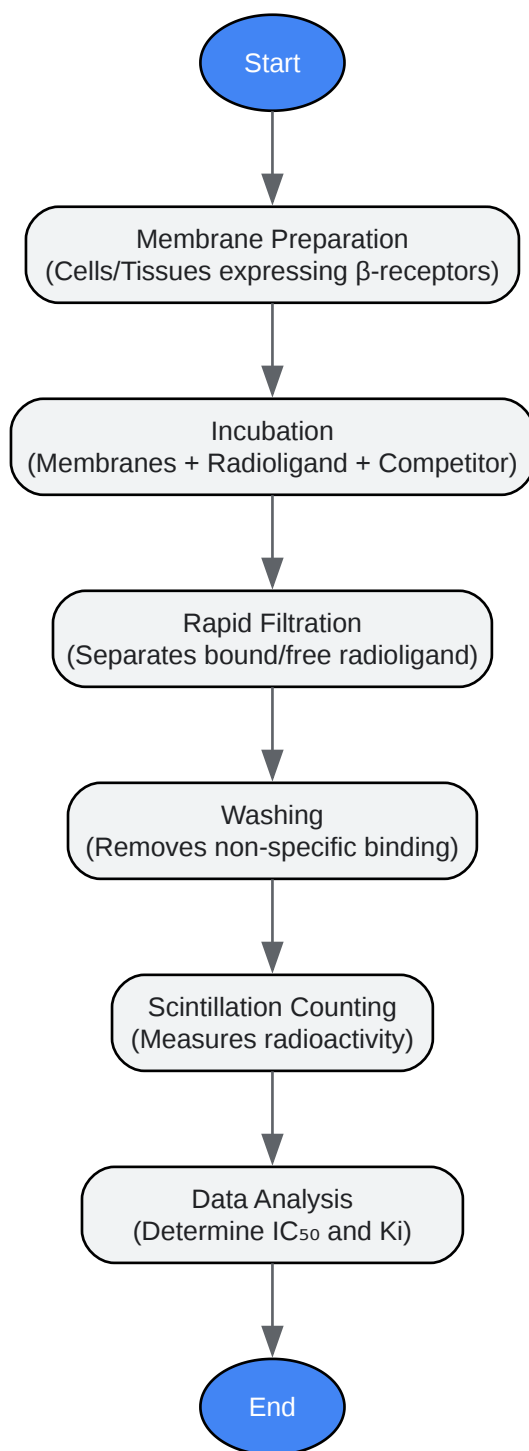 Start
Membrane Preparation
(Cells/Tissues expressing β-receptors)
Incubation
(Membranes + Radioligand + Competitor)
Rapid Filtration
(Separates bound/free radioligand)
Washing
(Removes non-specific binding)
Scintillation Counting
(Measures radioactivity)
Data Analysis
(Determine IC₅₀ and Ki)
End